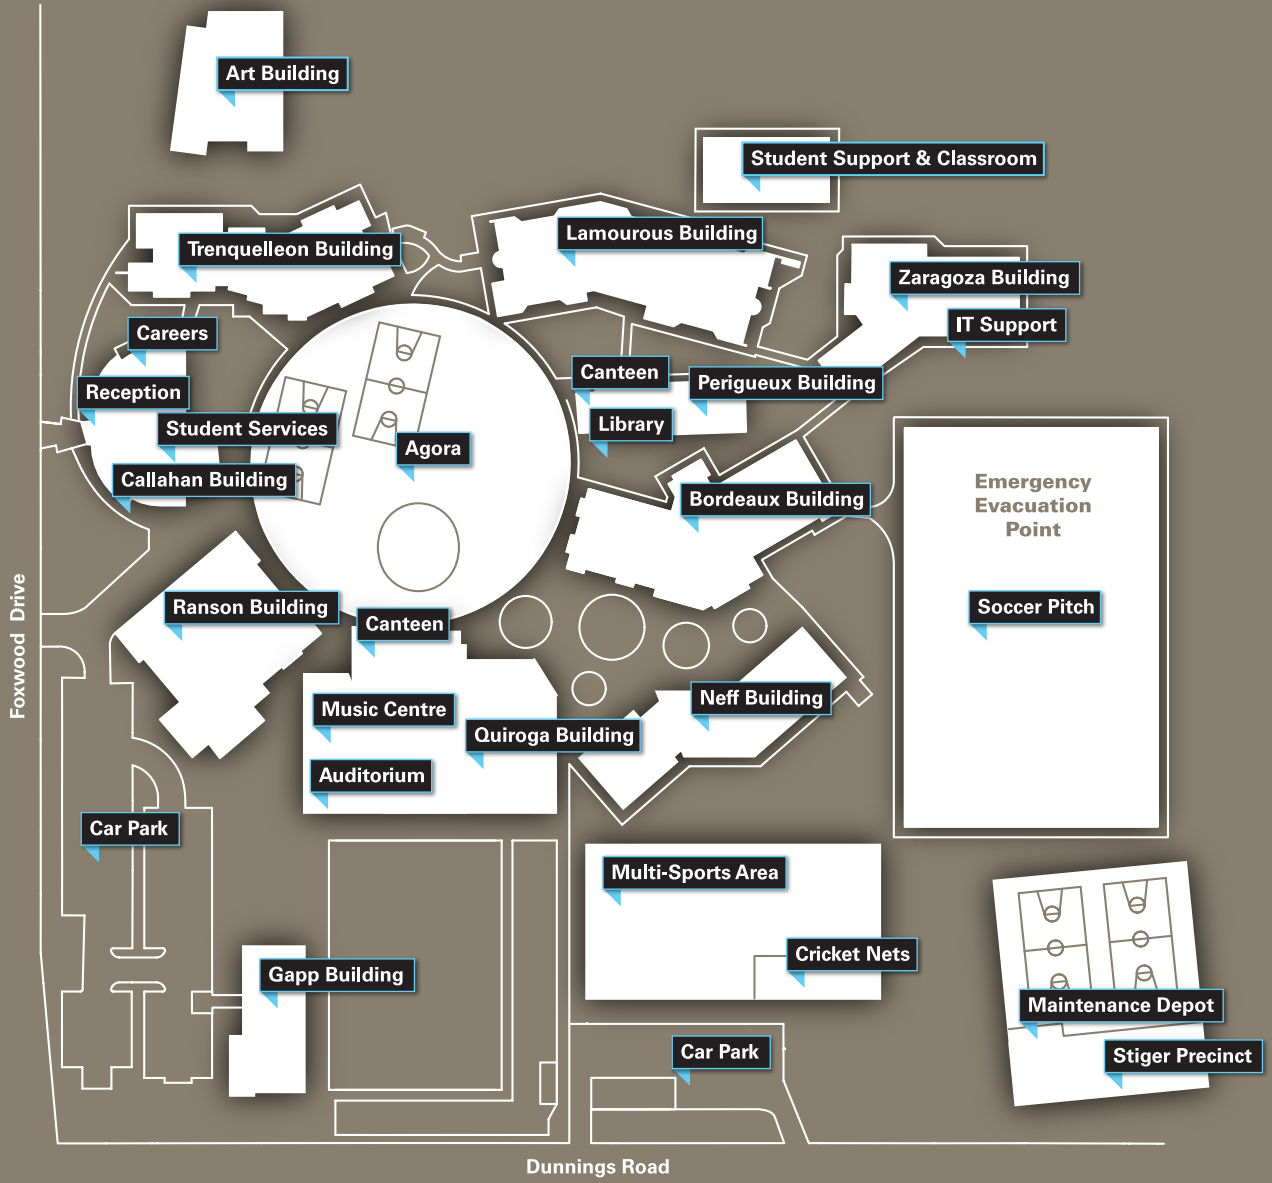 Art Building
Student Support & Classroom
Lamourous Building
Trenquelleon Building
Zaragoza Building
IT Support
Careers
Canteen
Perigueux Building
Reception
Library
Student Services
Agora
Callahan Building
Bordeaux Building
Emergency
Evacuation
Point
Soccer Pitch
Ranson Building
Canteen
Foxwood Drive
Neff Building
Music Centre
Quiroga Building
Auditorium
Car Park
Multi-Sports Area
Cricket Nets
Gapp Building
Maintenance Depot
Car Park
Stiger Precinct
Dunnings Road